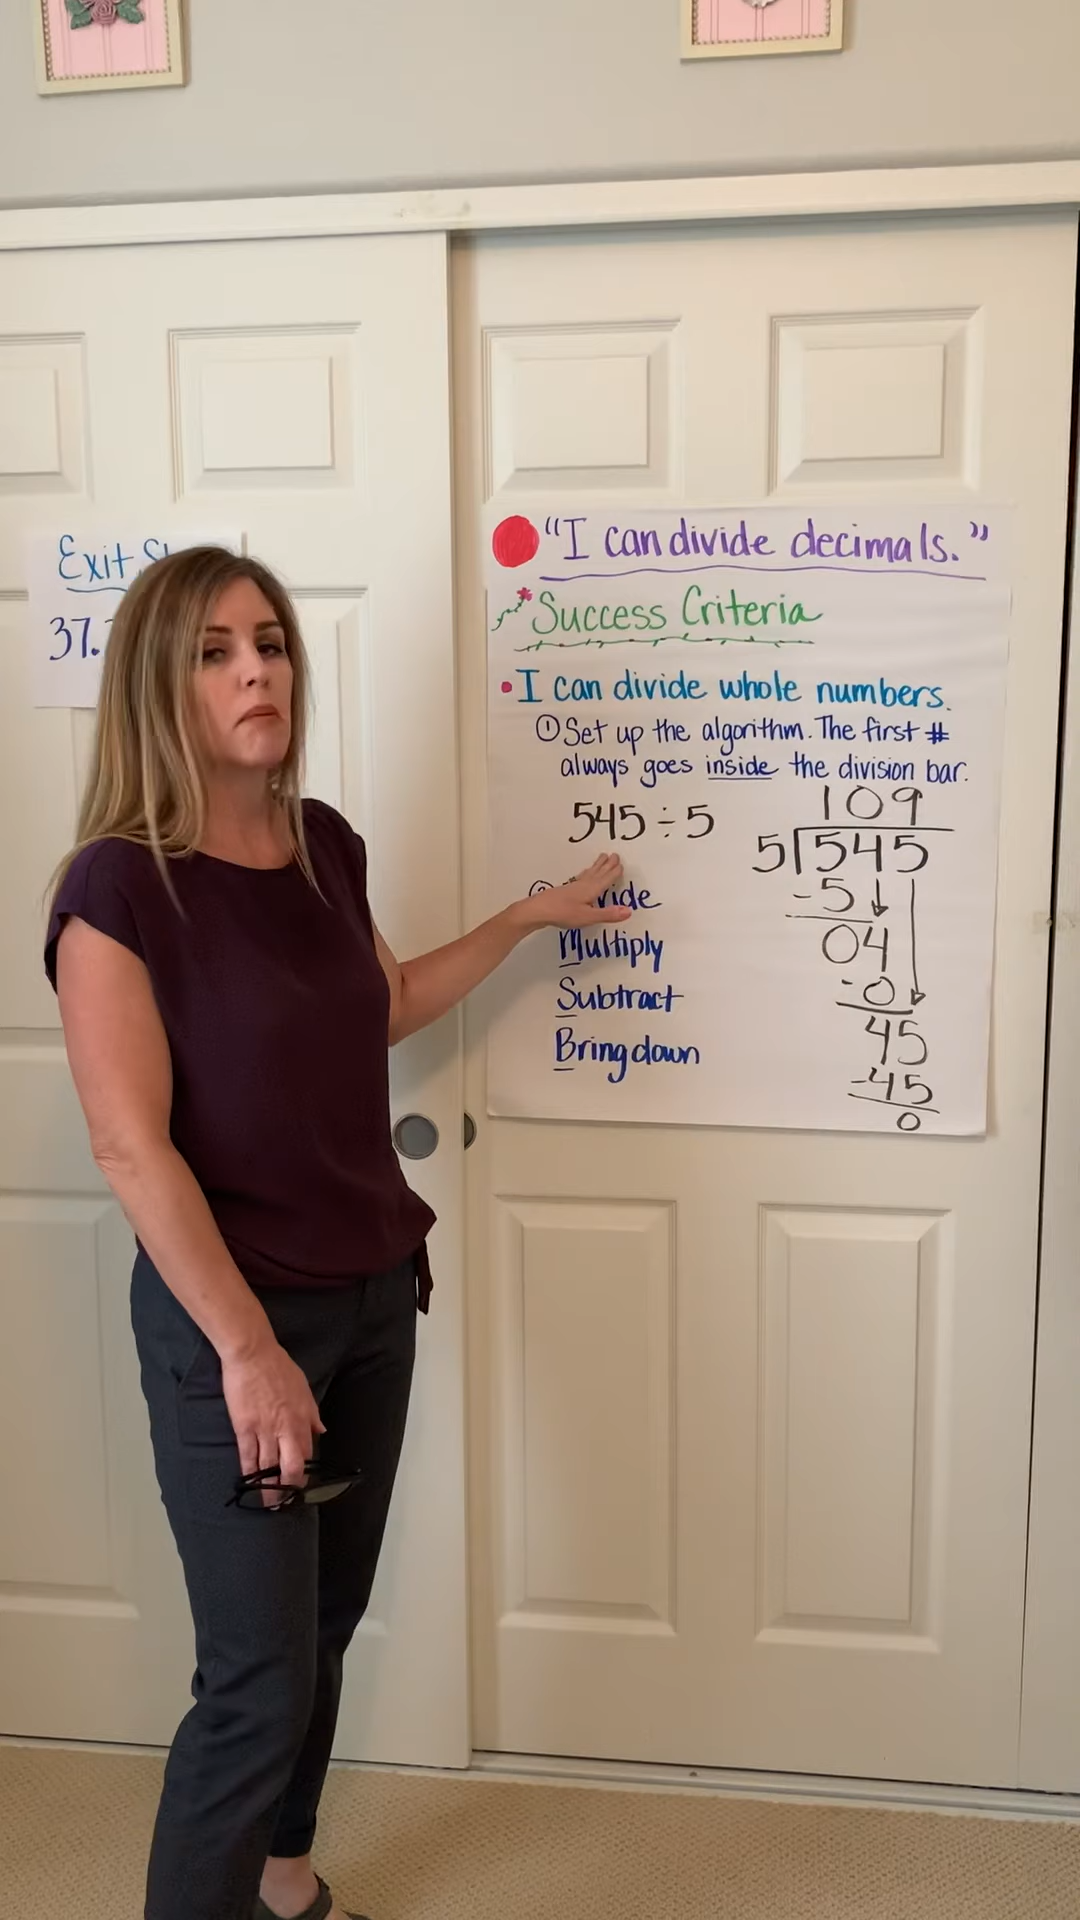 Exit
37.
"I can divide decimals."
Success Criteria
• I can divide whole numbers.
① Set up the algorithm. The first #
always goes inside the division bar.
545 ÷ 5
109
5)545
-5
04
-0
45
-45
0
Multiply
Subtract
Bring down